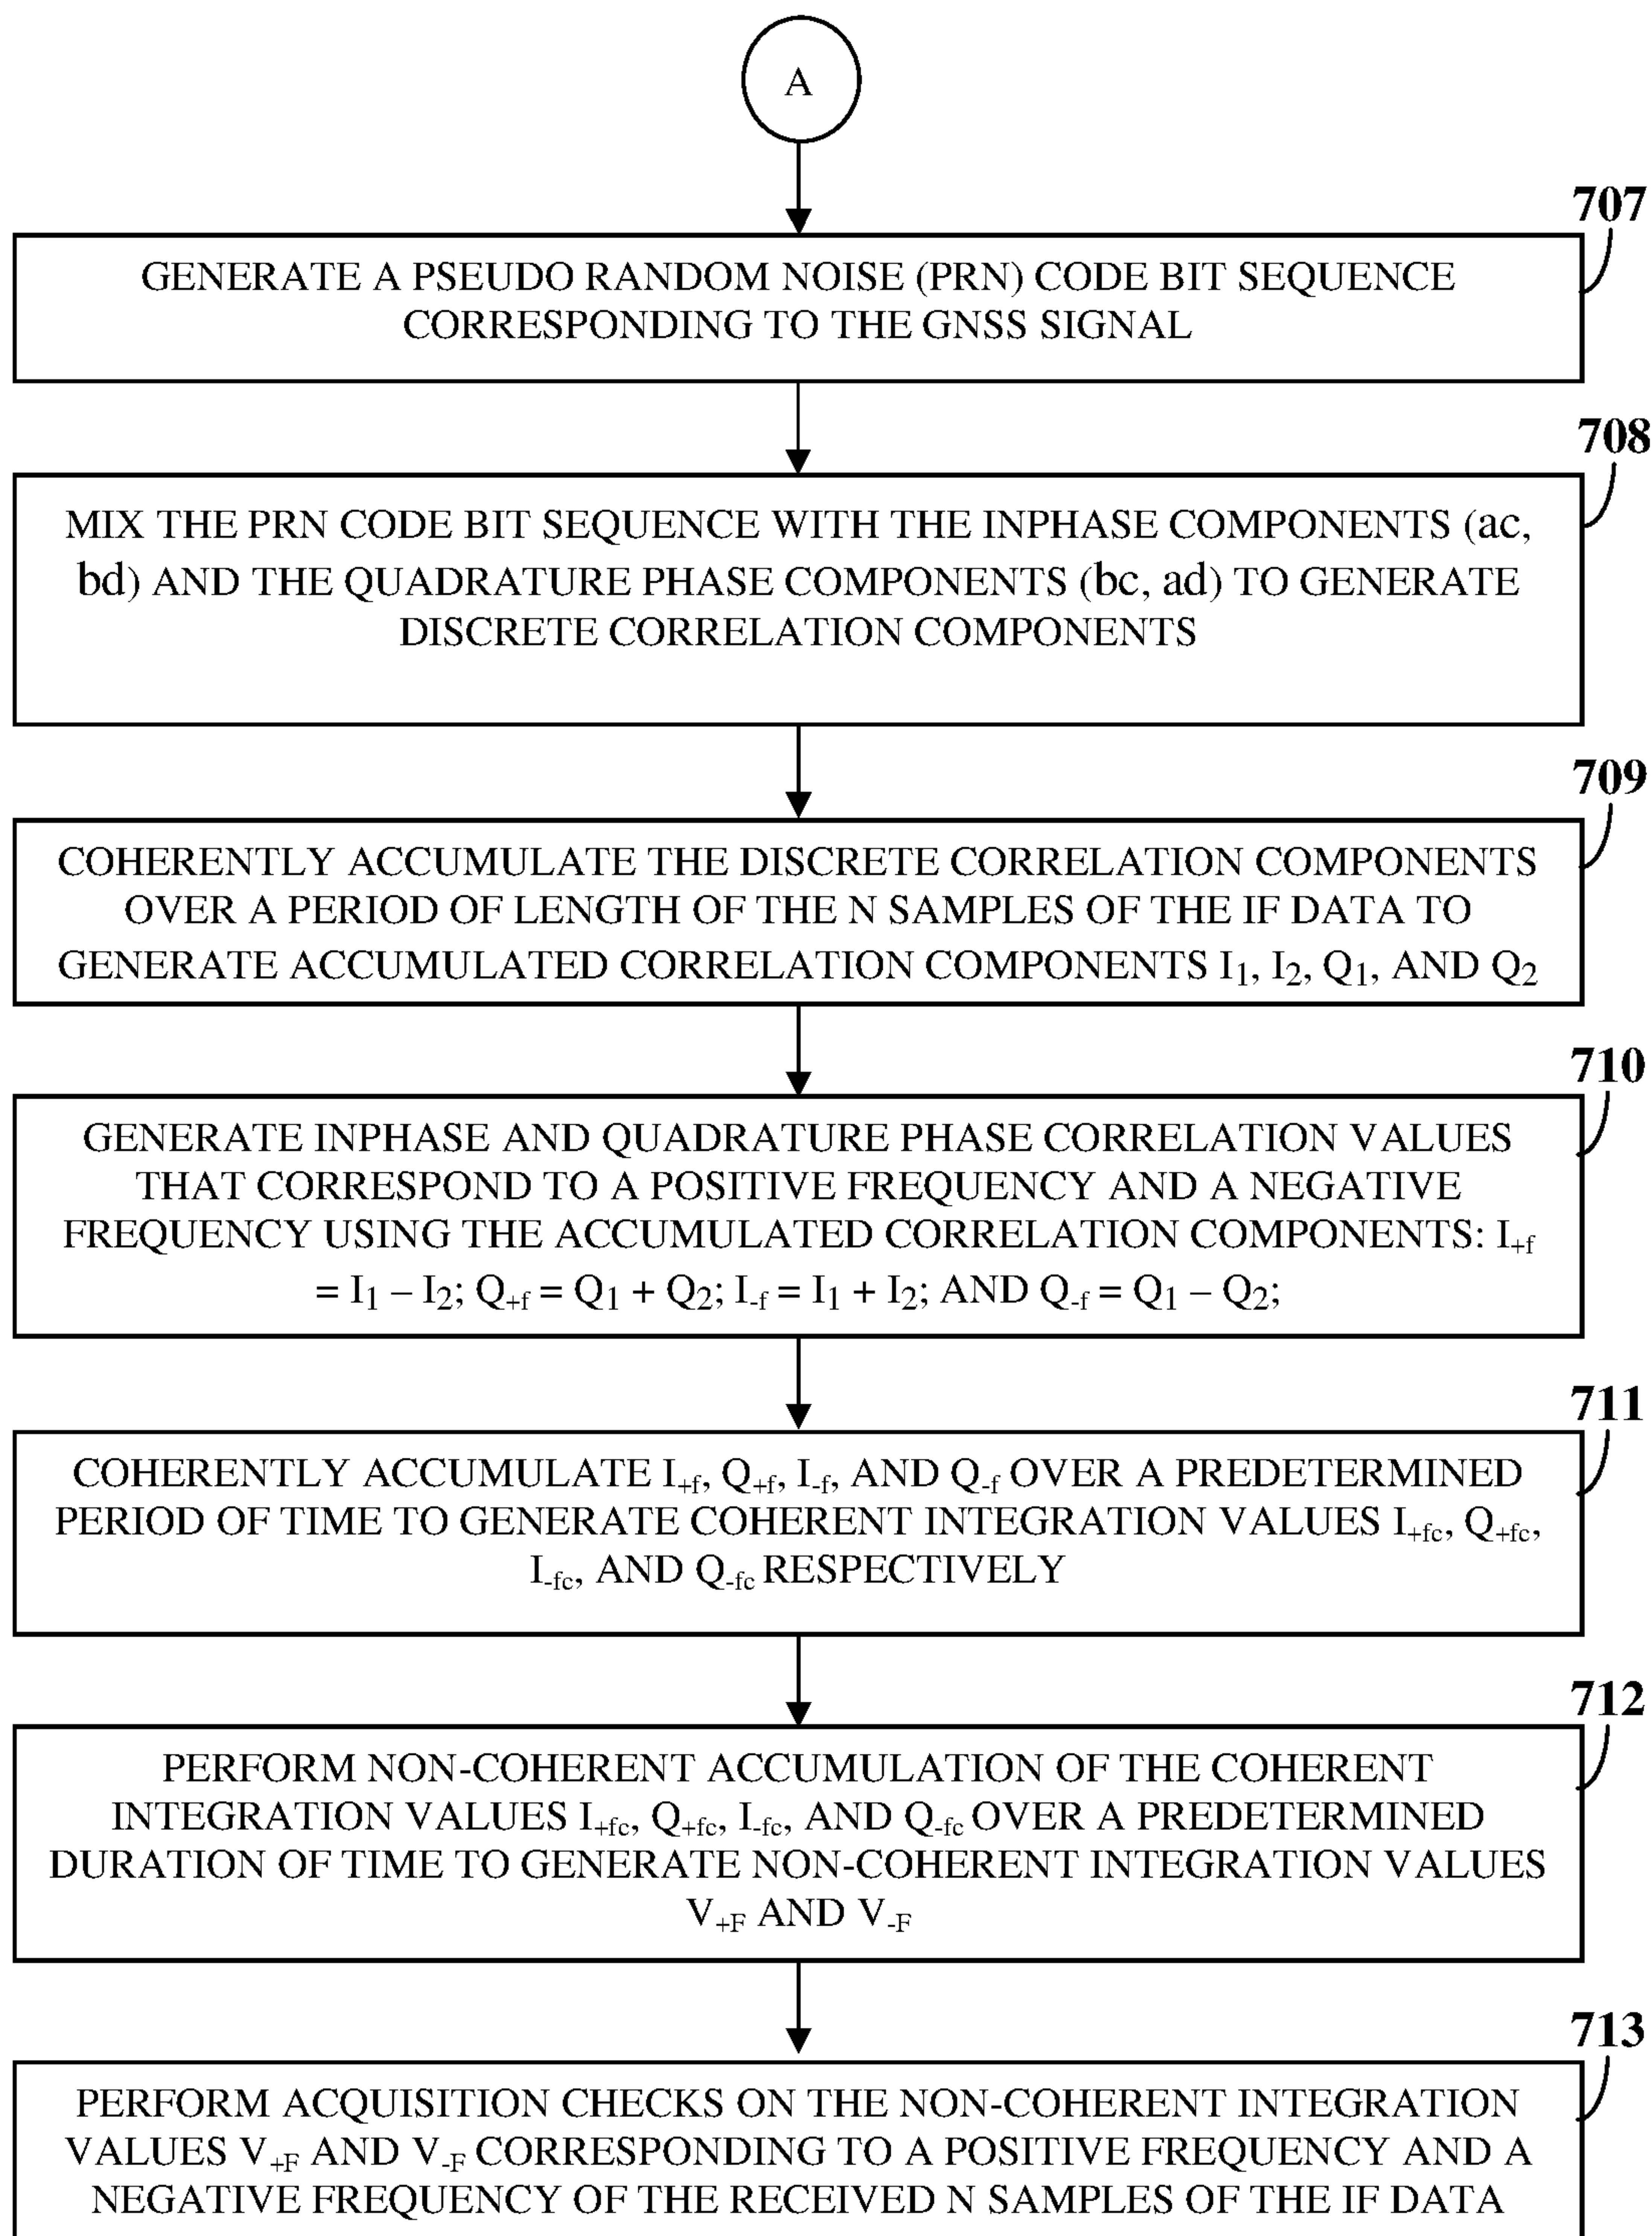 A
707
GENERATE A PSEUDO RANDOM NOISE (PRN) CODE BIT SEQUENCE
CORRESPONDING TO THE GNSS SIGNAL
708
MIX THE PRN CODE BIT SEQUENCE WITH THE INPHASE COMPONENTS (ac,
bd) AND THE QUADRATURE PHASE COMPONENTS (bc, ad) TO GENERATE
DISCRETE CORRELATION COMPONENTS
709
COHERENTLY ACCUMULATE THE DISCRETE CORRELATION COMPONENTS
OVER A PERIOD OF LENGTH OF THE N SAMPLES OF THE IF DATA TO
GENERATE ACCUMULATED CORRELATION COMPONENTS I₁, I₂, Q₁, AND Q₂
710
GENERATE INPHASE AND QUADRATURE PHASE CORRELATION VALUES
THAT CORRESPOND TO A POSITIVE FREQUENCY AND A NEGATIVE
FREQUENCY USING THE ACCUMULATED CORRELATION COMPONENTS: I+f
= I₁ – I₂; Q+f = Q₁ + Q₂; I-f = I₁ + I₂; AND Q-f = Q₁ – Q₂;
711
COHERENTLY ACCUMULATE I+f, Q+f, I-f, AND Q-f OVER A PREDETERMINED
PERIOD OF TIME TO GENERATE COHERENT INTEGRATION VALUES I+fc, Q+fc,
I-fc, AND Q-fc RESPECTIVELY
712
PERFORM NON-COHERENT ACCUMULATION OF THE COHERENT
INTEGRATION VALUES I+fc, Q+fc, I-fc, AND Q-fc OVER A PREDETERMINED
DURATION OF TIME TO GENERATE NON-COHERENT INTEGRATION VALUES
V+F AND V-F
713
PERFORM ACQUISITION CHECKS ON THE NON-COHERENT INTEGRATION
VALUES V+F AND V-F CORRESPONDING TO A POSITIVE FREQUENCY AND A
NEGATIVE FREQUENCY OF THE RECEIVED N SAMPLES OF THE IF DATA